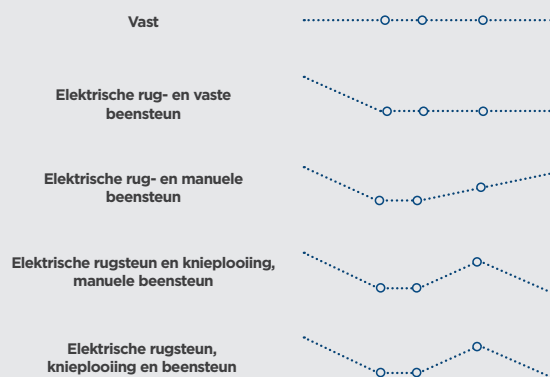 Vast
Elektrische rug- en vaste
beensteun
Elektrische rug- en manuele
beensteun
Elektrische rugsteun en knieplooiing,
manuele beensteun
Elektrische rugsteun,
knieplooiing en beensteun